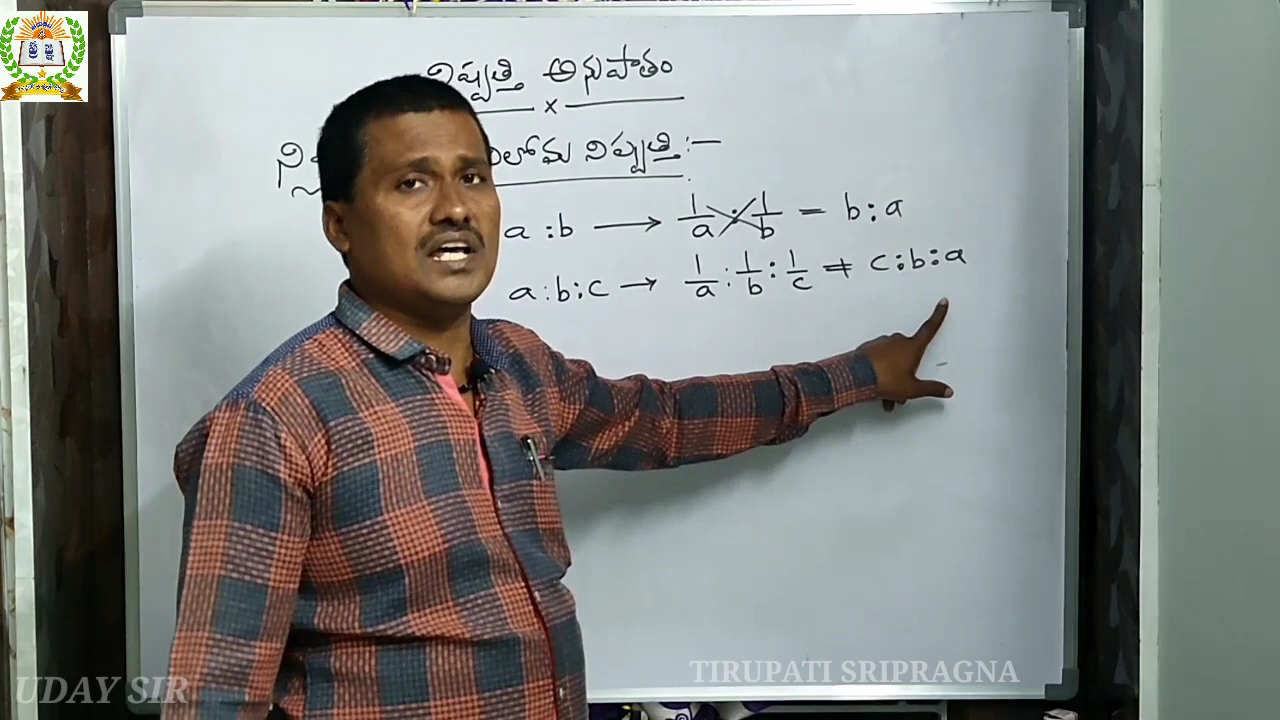 నిష్పత్తి అనుపాతం
x
నిష్పత్తి :-
a : b → 1/a : 1/b = b : a
a : b : c → 1/a : 1/b : 1/c ⇒ c : b : a
TIRUPATI SRIPRAGNA
UDAY SIR